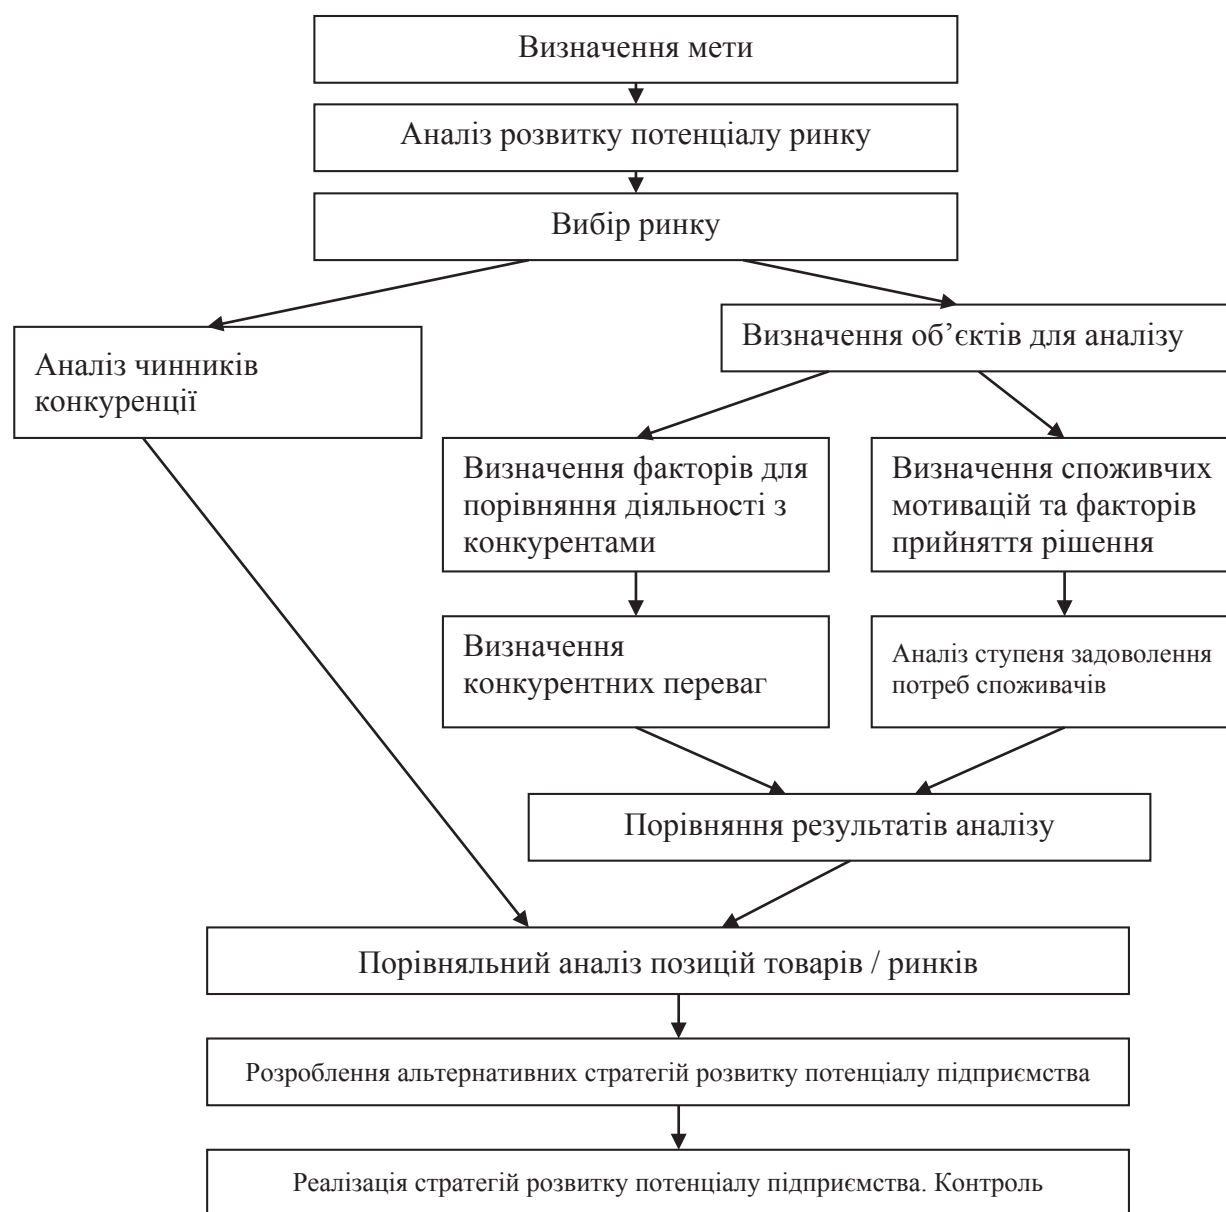 Визначення мети
Аналіз розвитку потенціалу ринку
Вибір ринку
Аналіз чинників
конкуренції
Визначення об’єктів для аналізу
Визначення факторів для
порівняння діяльності з
конкурентами
Визначення споживчих
мотивацій та факторів
прийняття рішення
Визначення
конкурентних переваг
Аналіз ступеня задоволення
потреб споживачів
Порівняння результатів аналізу
Порівняльний аналіз позицій товарів / ринків
Розроблення альтернативних стратегій розвитку потенціалу підприємства
Реалізація стратегій розвитку потенціалу підприємства. Контроль